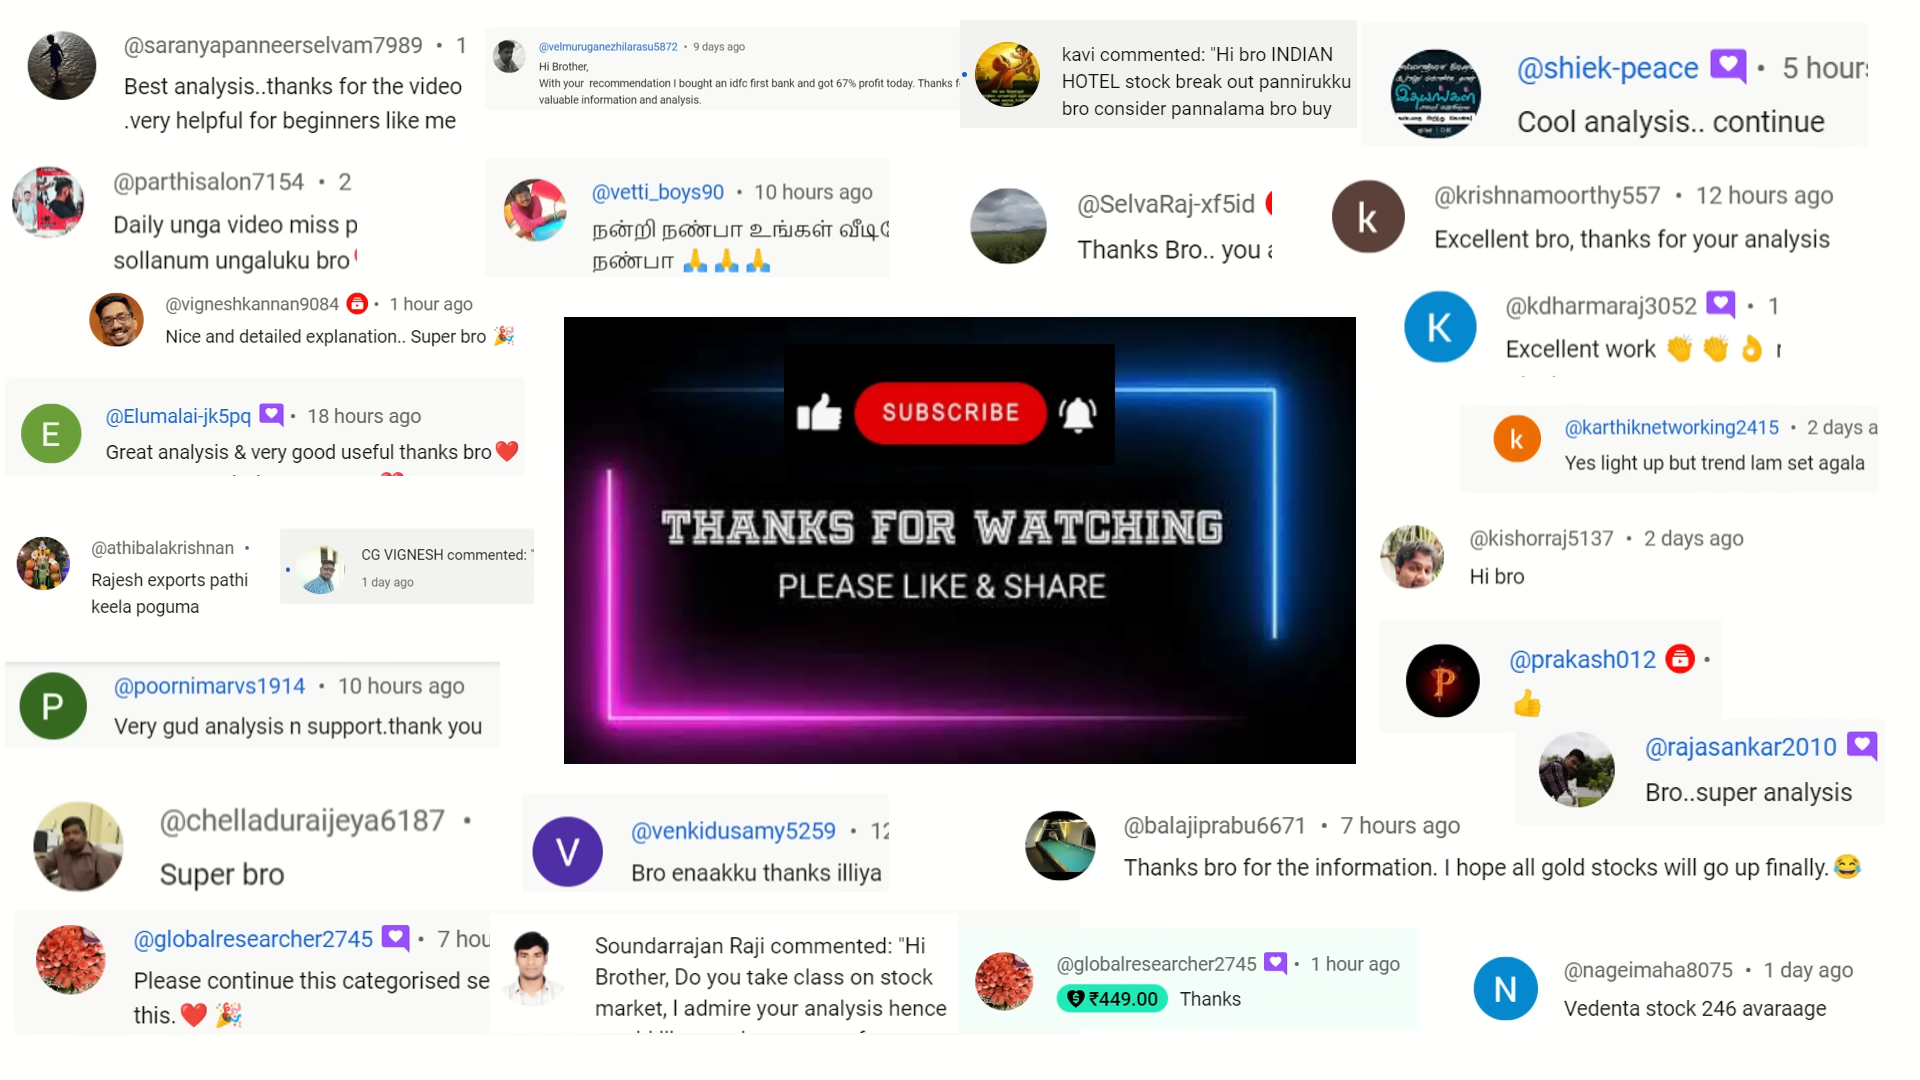 @saranyapanneerselvam7989 • 1
Best analysis..thanks for the video
.very helpful for beginners like me
@velmuruganezhilarasu5872 • 9 days ago
Hi Brother,
With your recommendation I bought an idfc first bank and got 67% profit today. Thanks
valuable information and analysis.
kavi commented: "Hi bro INDIAN
HOTEL stock break out pannirukku
bro consider pannalama bro buy
@shiek-peace • 5 hours
Cool analysis.. continue
@parthisalon7154 • 2
Daily unga video miss
sollanum ungaluku bro
@vetti_boys90 • 10 hours ago
நன்றி நண்பா உங்கள்
நண்பா 🙏 🙏 🙏
@SelvaRaj-xf5id
Thanks Bro.. you
k
@krishnamoorthy557 • 12 hours ago
Excellent bro, thanks for your analysis
@vigneshkannan9084 • 1 hour ago
Nice and detailed explanation.. Super bro 🎉
K
@kdharmaraj3052 • 1
Excellent work 👏 👏 👌
E
@Elumalai-jk5pq • 18 hours ago
Great analysis & very good useful thanks bro❤️
SUBSCRIBE
THANKS FOR WATCHING
PLEASE LIKE & SHARE
k
@karthiknetworking2415 • 2 days a
Yes light up but trend lam set agala
@athibalakrishnan •
Rajesh exports pathi
keela poguma
CG VIGNESH commented: "
1 day ago
@kishorraj5137 • 2 days ago
Hi bro
P
@poornimarvs1914 • 10 hours ago
Very gud analysis n support.thank you
P
@prakash012 •
👍
@rajasankar2010
Bro..super analysis
@chelladuraijeya6187 •
Super bro
V
@venkidusamy5259 • 12
Bro enaakku thanks illiya
@balajiprabu6671 • 7 hours ago
Thanks bro for the information. I hope all gold stocks will go up finally.😂
@globalresearcher2745 • 7 hou
Please continue this categorised se
this.❤️ 🎉
Soundarrajan Raji commented: "Hi
Brother, Do you take class on stock
market, I admire your analysis hence
@globalresearcher2745 • 1 hour ago
₹449.00 Thanks
N
@nageimaha8075 • 1 day ago
Vedenta stock 246 avaraage